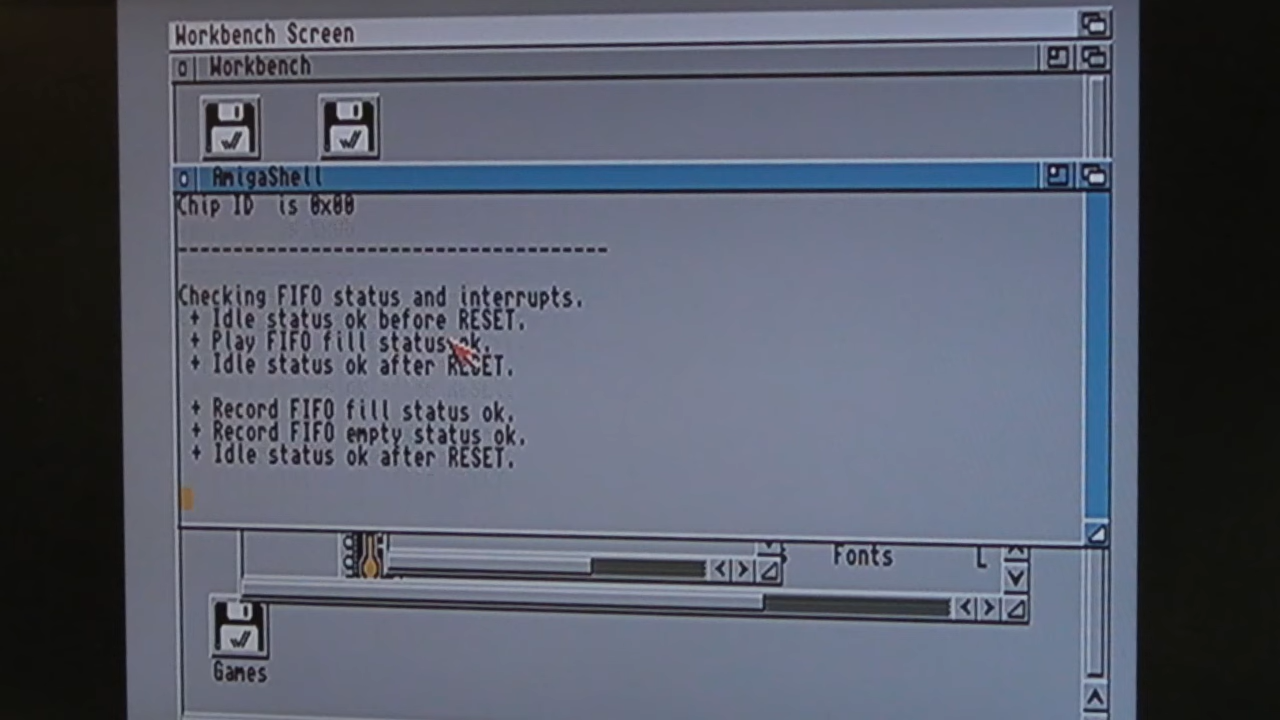 Workbench Screen
Workbench
AmigaShell
Chip ID  is 0x00
-------------------------------------
Checking FIFO status and interrupts.
+ Idle status ok before RESET.
+ Play FIFO fill status ok.
+ Idle status ok after RESET.
+ Record FIFO fill status ok.
+ Record FIFO empty status ok.
+ Idle status ok after RESET.
Fonts
Games